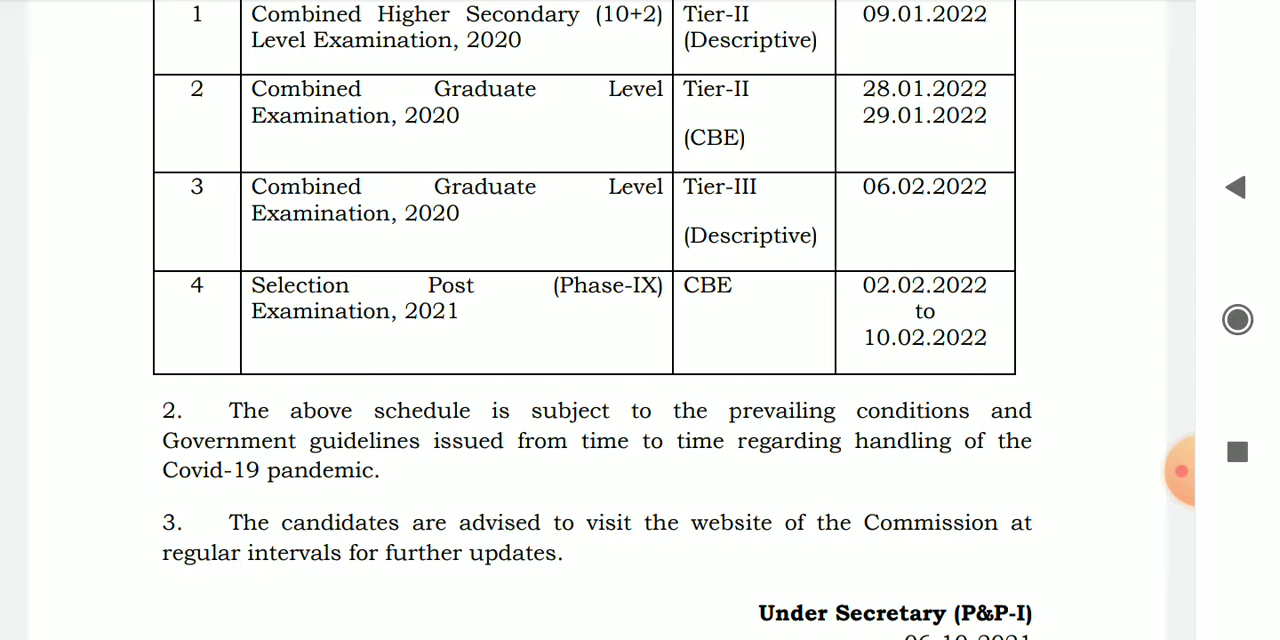 1 Combined Higher Secondary (10+2) Tier-II 09.01.2022
Level Examination, 2020 (Descriptive)
2 Combined Graduate Level Tier-II 28.01.2022
Examination, 2020 29.01.2022
(CBE)
3 Combined Graduate Level Tier-III 06.02.2022
Examination, 2020
(Descriptive)
4 Selection Post (Phase-IX) CBE 02.02.2022
Examination, 2021 to
10.02.2022
2. The above schedule is subject to the prevailing conditions and
Government guidelines issued from time to time regarding handling of the
Covid-19 pandemic.
3. The candidates are advised to visit the website of the Commission at
regular intervals for further updates.
Under Secretary (P&P-I)
06-10-2021